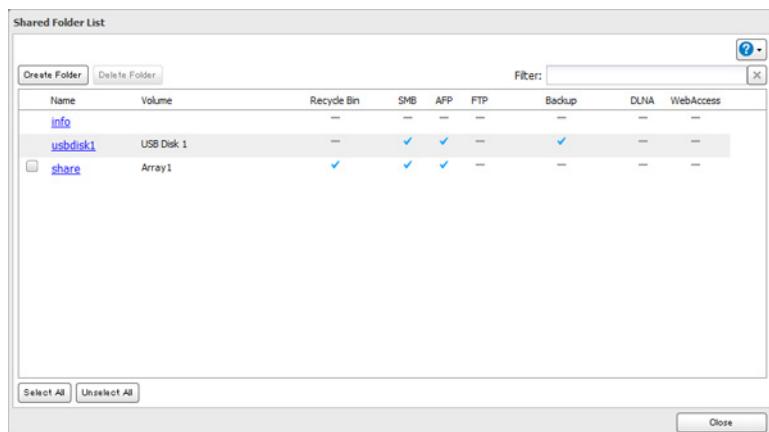 Shared Folder List
Create Folder Delete Folder Filter:
Name Volume Recycle Bin SMB AFP FTP Backup DLNA WebAccess
info — — — — — — —
usbdisk1 USB Disk 1 — ✓ ✓ — ✓ — —
share Array1 ✓ ✓ ✓ — — — —
Select All Unselect All
Close